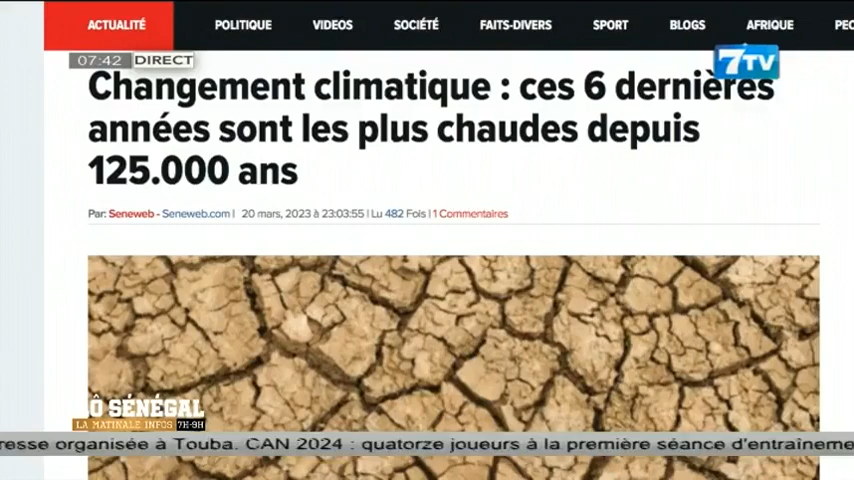 ACTUALITÉ POLITIQUE VIDEOS SOCIÉTÉ FAITS-DIVERS SPORT BLOGS AFRIQUE
07:42 DIRECT
7TV
Changement climatique : ces 6 dernières
années sont les plus chaudes depuis
125.000 ans
Par: Seneweb - Seneweb.com | 20 mars, 2023 à 23:03:55 | Lu 482 Fois | 1 Commentaires
Ô SÉNÉGAL
LA MATINALE INFOS 7H-9H
resse organisée à Touba. CAN 2024 : quatorze joueurs à la première séance d'entraîneme